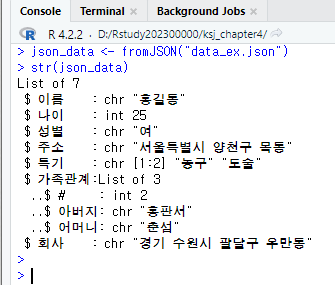 Console Terminal × Background Jobs ×
R 4.2.2 · D:/Rstudy202300000/ksj_chapter4/
> json_data <- fromJSON("data_ex.json")
> str(json_data)
List of 7
 $ 이름    : chr "홍길동"
 $ 나이    : int 25
 $ 성별    : chr "여"
 $ 주소    : chr "서울특별시 양천구 목동"
 $ 특기    : chr [1:2] "농구" "도술"
 $ 가족관계:List of 3
  ..$ #     : int 2
  ..$ 아버지: chr "홍판서"
  ..$ 어머니: chr "춘섬"
 $ 회사    : chr "경기 수원시 팔달구 우만동"
>
>